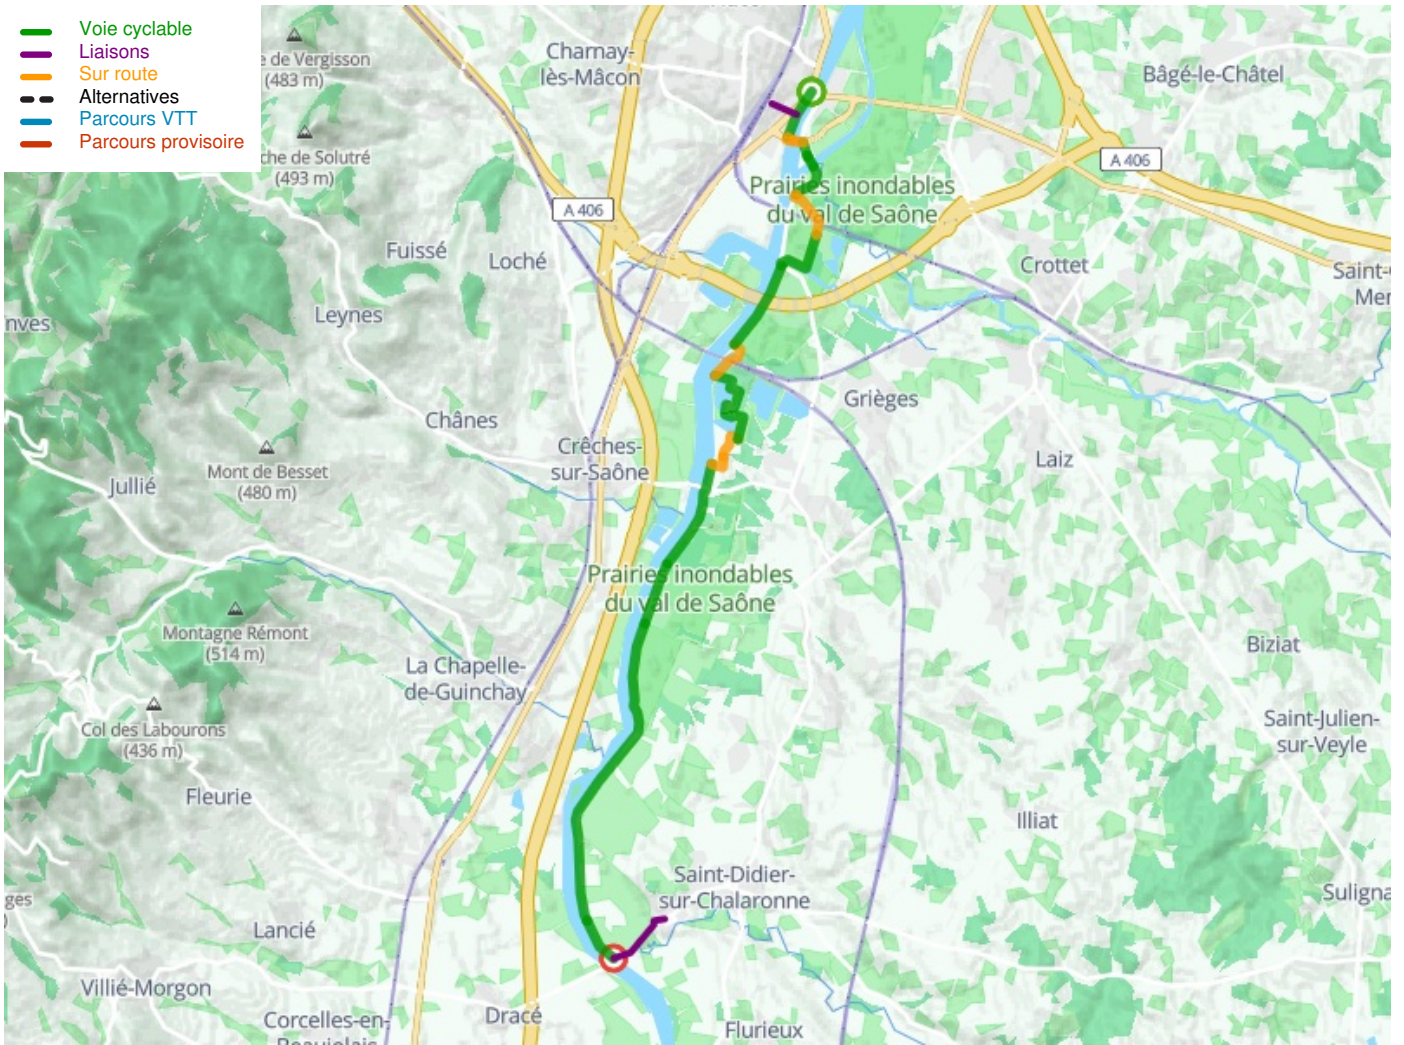 Voie cyclable
Liaisons
Sur route
Alternatives
Parcours VTT
Parcours provisoire
e de Vergisson
(483 m)
Charnay-
lès-Mâcon
Bâgé-le-Châtel
che de Solutré
(493 m)
A 406
Prairies inondables
du val de Saône
A 406
Fuissé
Loché
Crottet
Saint-
Mer
nves
Leynes
Grièges
Chânes
Crêches-
sur-Saône
Laiz
Mont de Besset
(480 m)
Jullié
Prairies inondables
du val de Saône
Montagne Rémont
(514 m)
Biziat
La Chapelle-
de-Guinchay
Col des Labourons
(436 m)
Saint-Julien-
sur-Veyle
Fleurie
Illiat
Saint-Didier-
sur-Chalaronne
Suligna
ges
)
Lancié
Villié-Morgon
Dracé
Corcelles-en-
Beaujolais
Flurieux